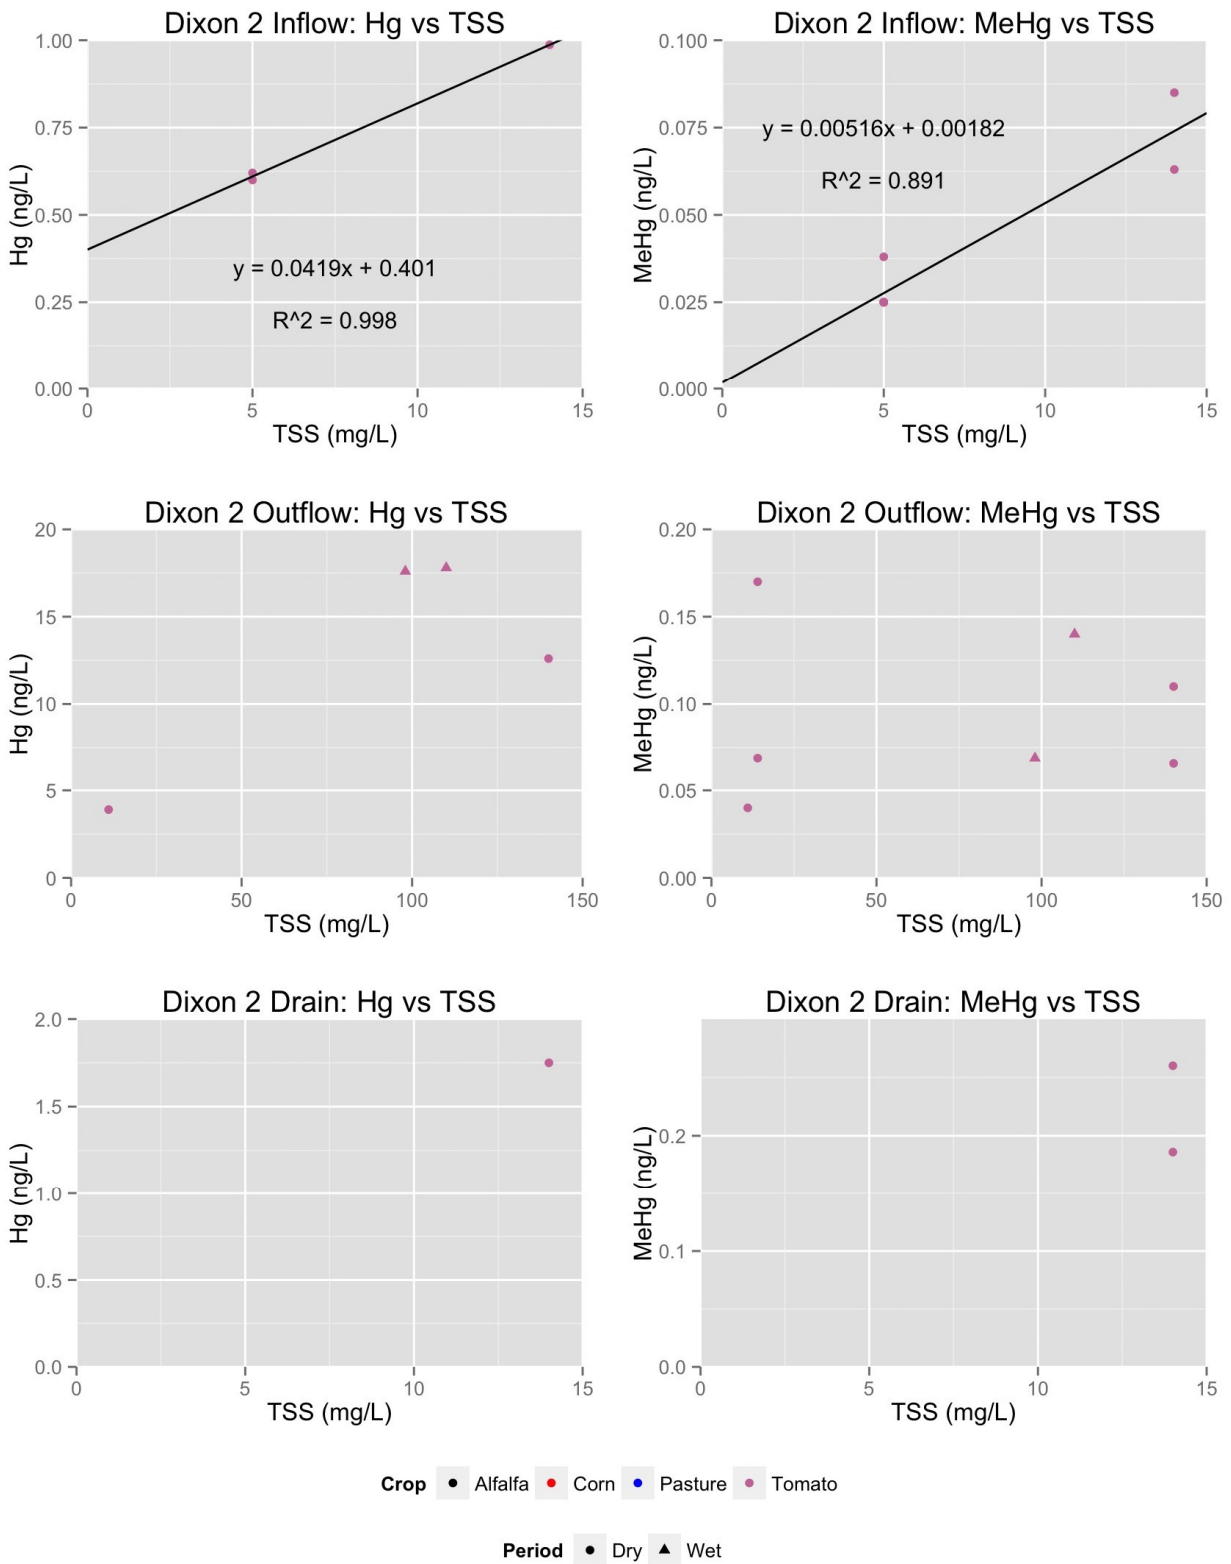 Dixon 2 Inflow: Hg vs TSS
1.00
0.75
0.50
0.25
0.00
Hg (ng/L)
y = 0.0419x + 0.401
R^2 = 0.998
0 5 10 15
TSS (mg/L)
Dixon 2 Inflow: MeHg vs TSS
0.100
0.075
0.050
0.025
0.000
MeHg (ng/L)
y = 0.00516x + 0.00182
R^2 = 0.891
0 5 10 15
TSS (mg/L)
Dixon 2 Outflow: Hg vs TSS
20
15
10
5
0
Hg (ng/L)
0 50 100 150
TSS (mg/L)
Dixon 2 Outflow: MeHg vs TSS
0.20
0.15
0.10
0.05
0.00
MeHg (ng/L)
0 50 100 150
TSS (mg/L)
Dixon 2 Drain: Hg vs TSS
2.0
1.5
1.0
0.5
0.0
Hg (ng/L)
0 5 10 15
TSS (mg/L)
Dixon 2 Drain: MeHg vs TSS
0.2
0.1
0.0
MeHg (ng/L)
0 5 10 15
TSS (mg/L)
Crop Alfalfa Corn Pasture Tomato
Period Dry Wet